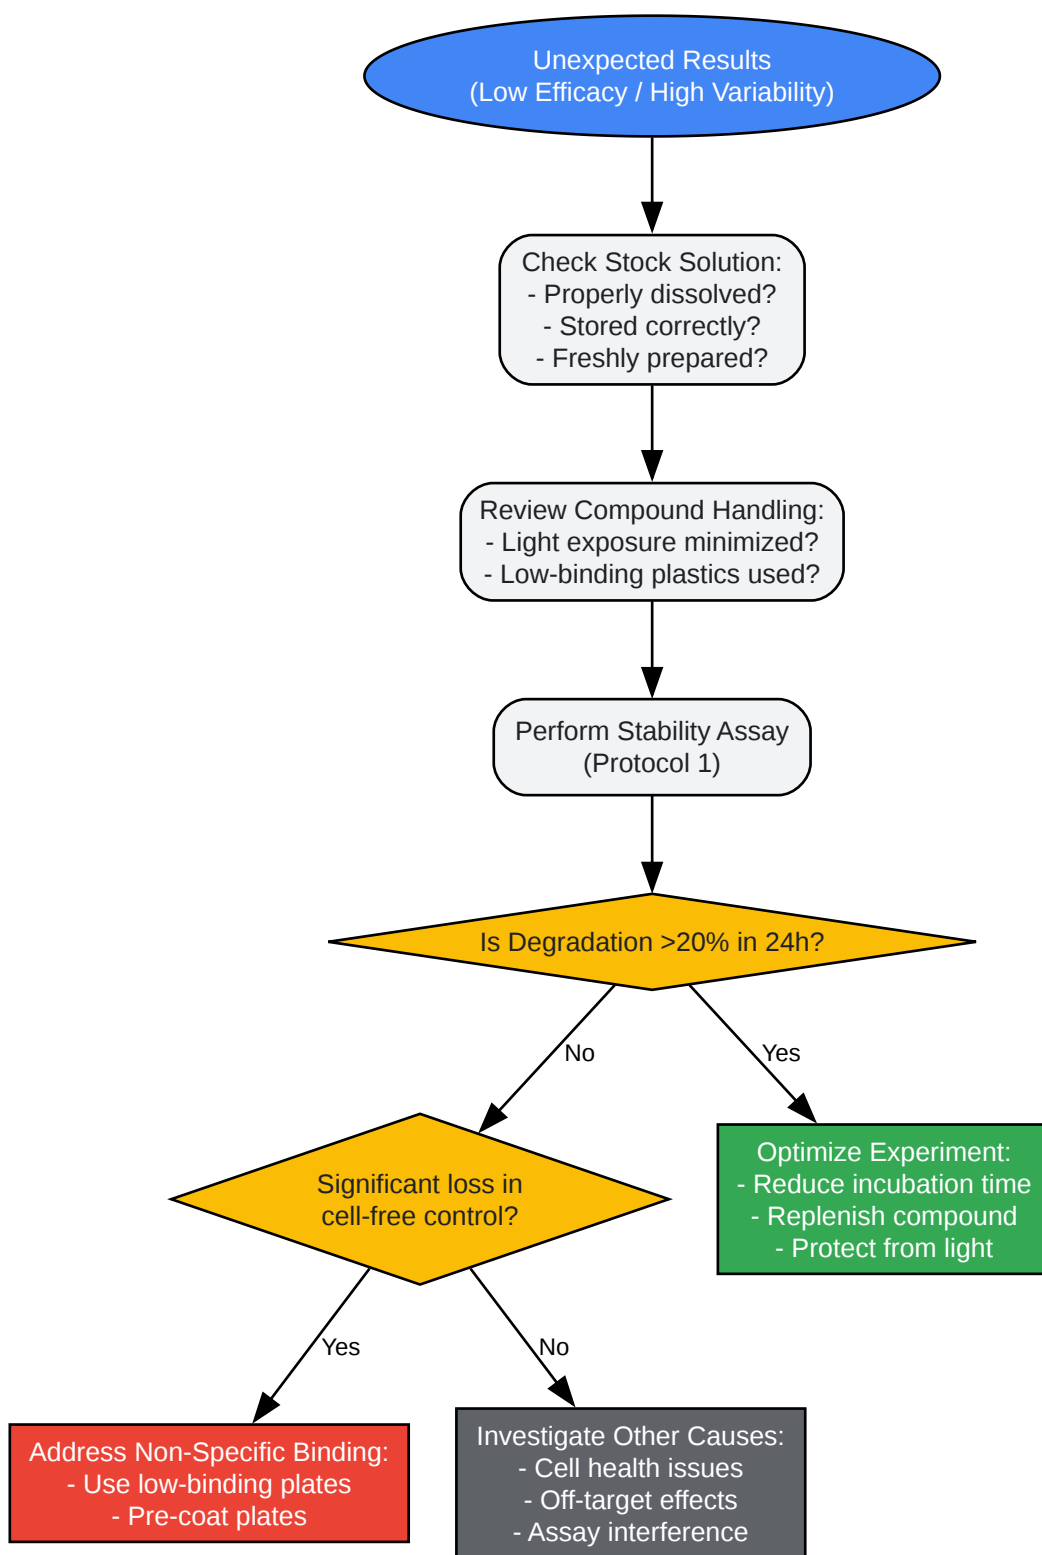 Unexpected Results
(Low Efficacy / High Variability)
Check Stock Solution:
- Properly dissolved?
- Stored correctly?
- Freshly prepared?
Review Compound Handling:
- Light exposure minimized?
- Low-binding plastics used?
Perform Stability Assay
(Protocol 1)
Is Degradation >20% in 24h?
No
Yes
Significant loss in
cell-free control?
Optimize Experiment:
- Reduce incubation time
- Replenish compound
- Protect from light
Yes
No
Address Non-Specific Binding:
- Use low-binding plates
- Pre-coat plates
Investigate Other Causes:
- Cell health issues
- Off-target effects
- Assay interference